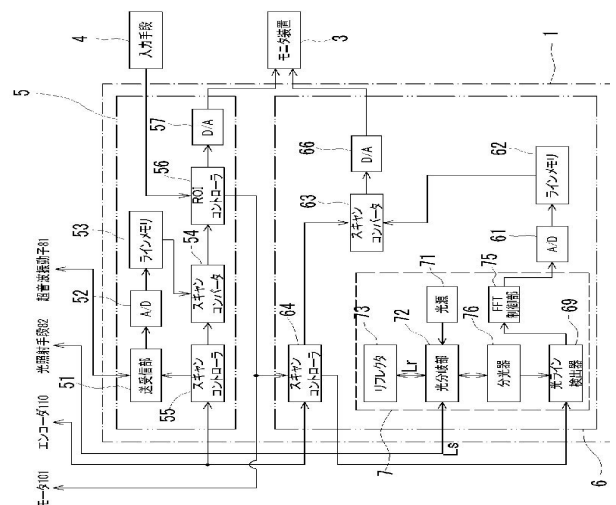 超音波振動子81
光照射手段82
エンコーダ110
モータ101
4
入力手段
モニタ装置
3
5
1
57
D/A
56
ROI
コントローラ
53
ラインメモリ
54
スキャン
コンバータ
52
A/D
51
送受信部
55
スキャン
コントローラ
66
D/A
63
スキャン
コンバータ
62
ラインメモリ
61
A/D
64
スキャン
コントローラ
71
光源
75
FFT
制御部
73
リフレクタ
Lr
72
光分岐部
76
分光器
69
光ライン
検出器
Ls
7
6